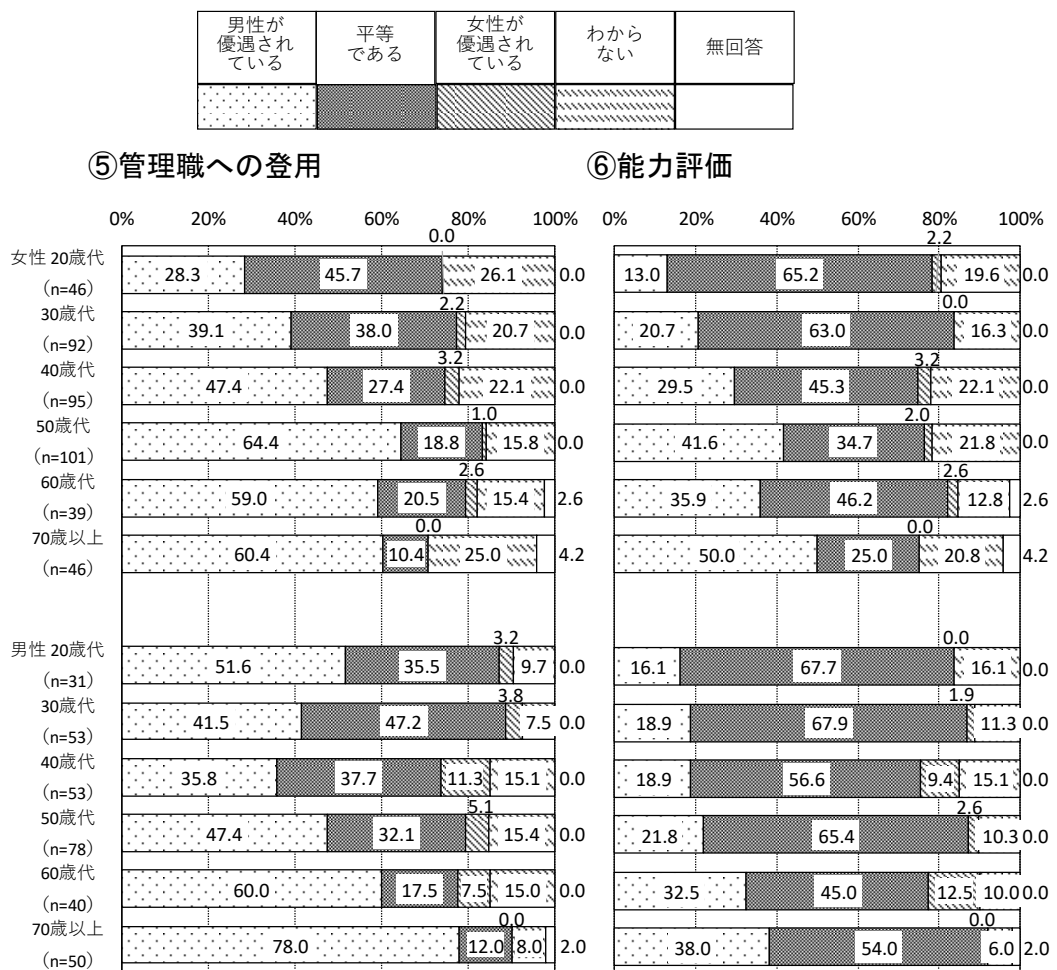 男性が
優遇され
ている
平等
である
女性が
優遇され
ている
わから
ない
無回答
⑤管理職への登用
⑥能力評価
0% 20% 40% 60% 80% 100%
0% 20% 40% 60% 80% 100%
女性 20歳代
(n=46)
28.3 45.7 0.0 26.1 0.0
13.0 65.2 2.2 19.6 0.0
30歳代
(n=92)
39.1 38.0 2.2 20.7 0.0
20.7 63.0 0.0 16.3 0.0
40歳代
(n=95)
47.4 27.4 3.2 22.1 0.0
29.5 45.3 3.2 22.1 0.0
50歳代
(n=101)
64.4 18.8 1.0 15.8 0.0
41.6 34.7 2.0 21.8 0.0
60歳代
(n=39)
59.0 20.5 2.6 15.4 2.6
35.9 46.2 2.6 12.8 2.6
70歳以上
(n=46)
60.4 10.4 0.0 25.0 4.2
50.0 25.0 0.0 20.8 4.2
男性 20歳代
(n=31)
51.6 35.5 3.2 9.7 0.0
16.1 67.7 0.0 16.1 0.0
30歳代
(n=53)
41.5 47.2 3.8 7.5 0.0
18.9 67.9 1.9 11.3 0.0
40歳代
(n=53)
35.8 37.7 11.3 15.1 0.0
18.9 56.6 9.4 15.1 0.0
50歳代
(n=78)
47.4 32.1 5.1 15.4 0.0
21.8 65.4 2.6 10.3 0.0
60歳代
(n=40)
60.0 17.5 7.5 15.0 0.0
32.5 45.0 12.5 10.0 0.0
70歳以上
(n=50)
78.0 12.0 0.0 8.0 2.0
38.0 54.0 0.0 6.0 2.0